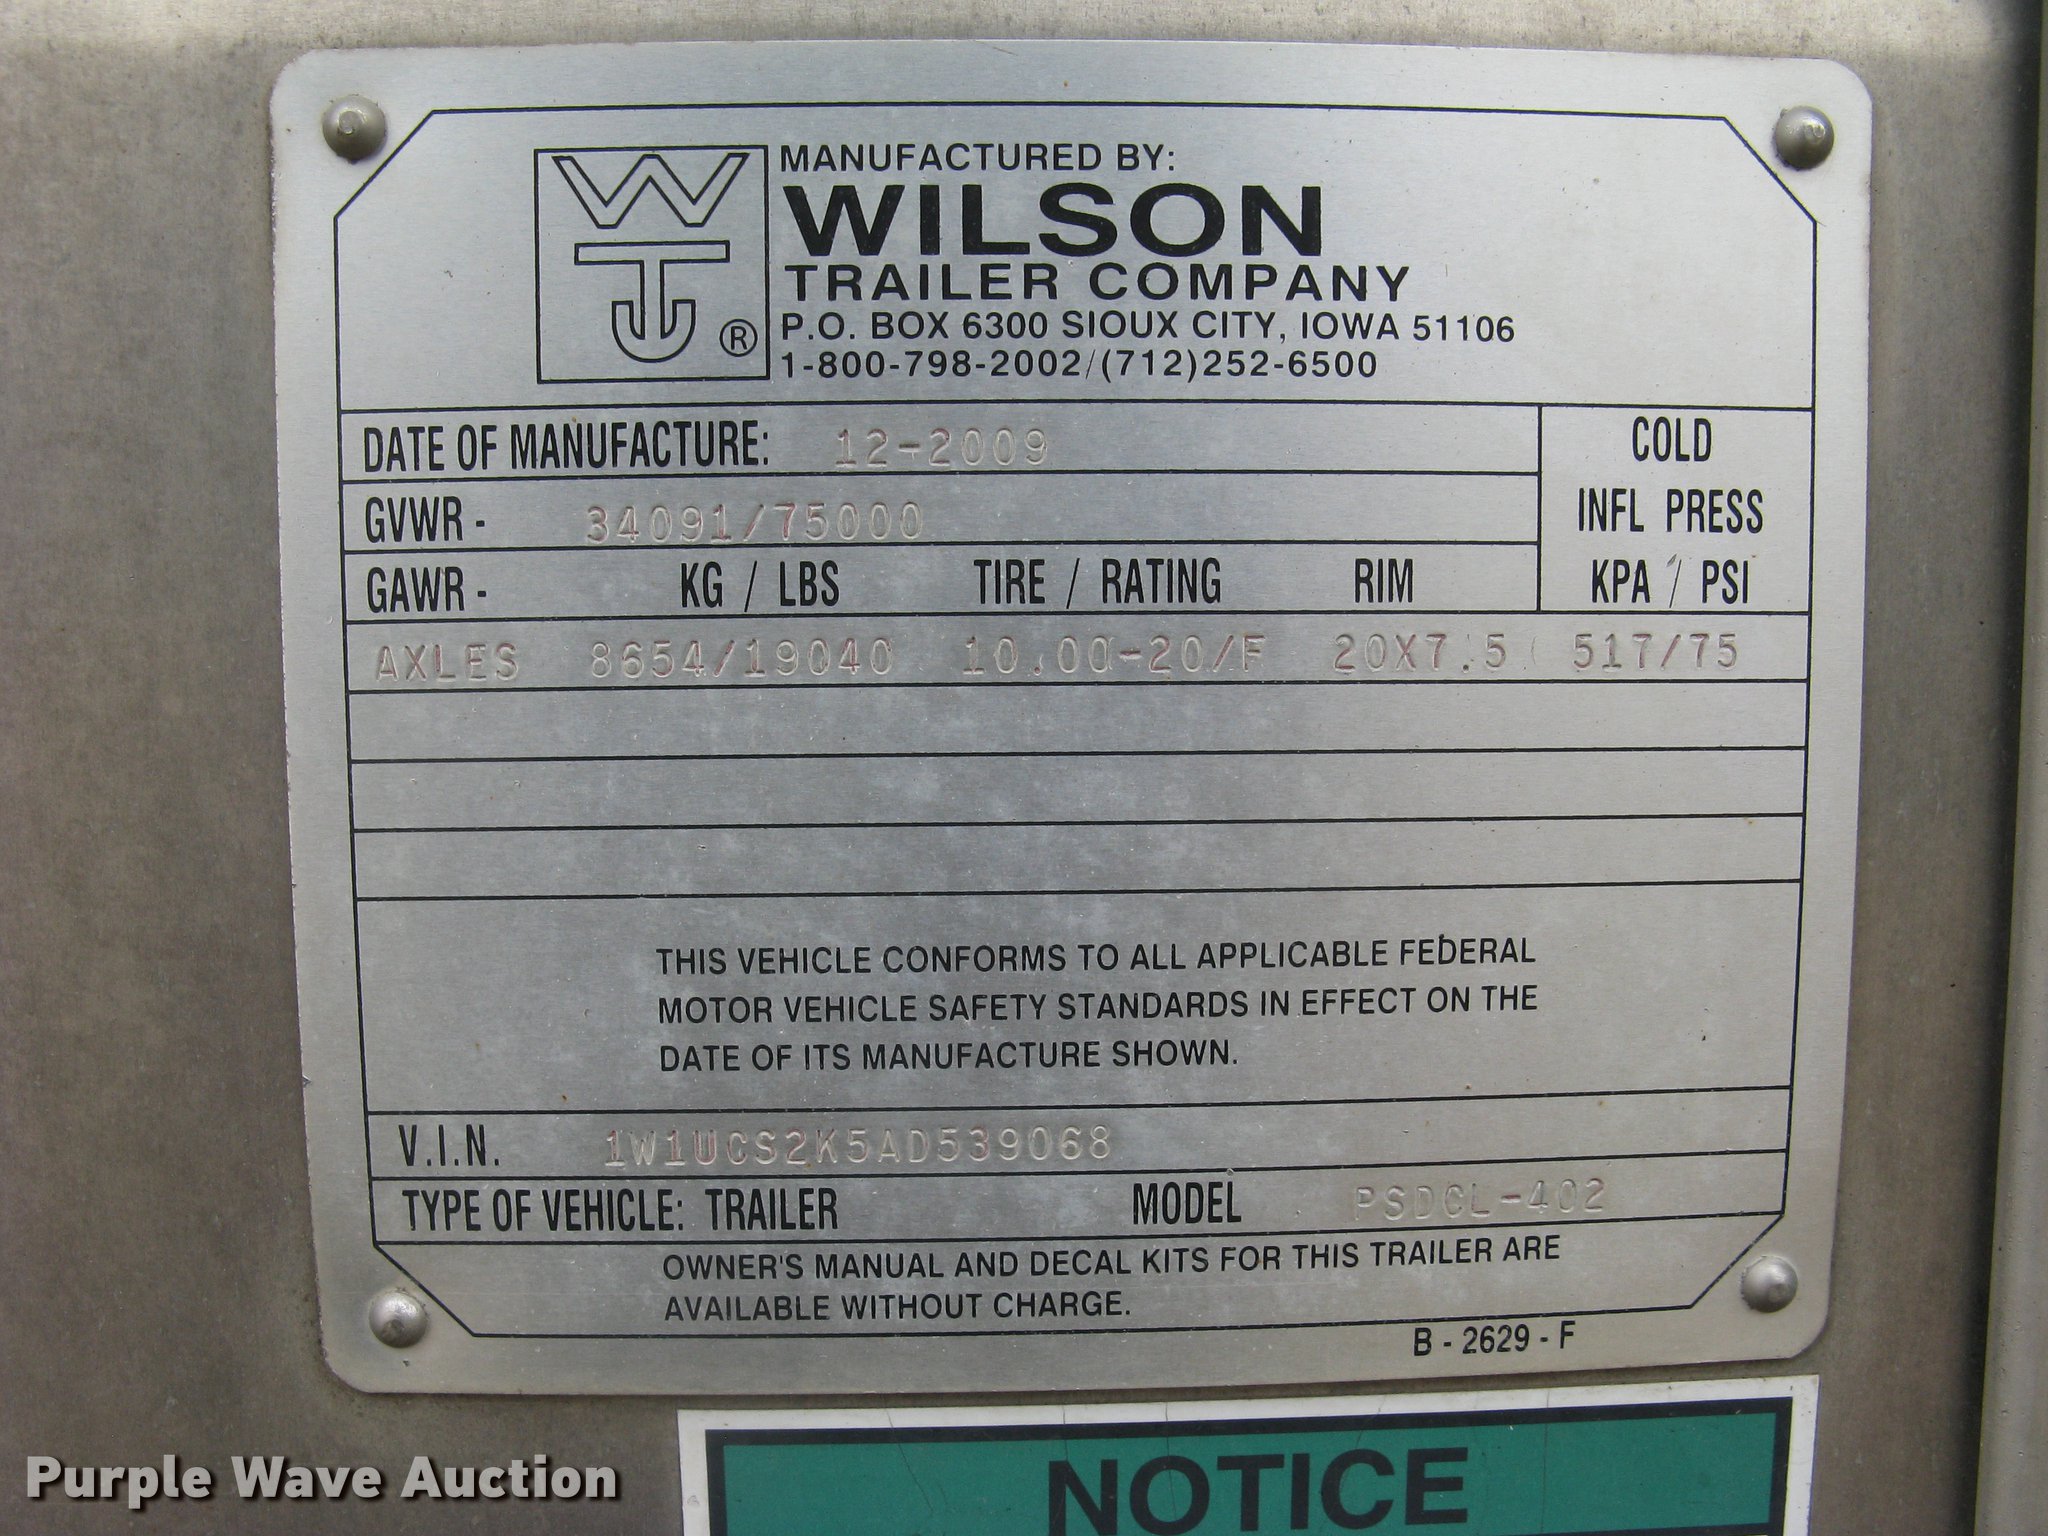 MANUFACTURED BY:
WILSON
TRAILER COMPANY
P.O. BOX 6300 SIOUX CITY, IOWA 51106
1-800-798-2002/(712)252-6500
WTJ ®
DATE OF MANUFACTURE: 12-2009
GVWR - 34091/75000
COLD
INFL PRESS
GAWR - KG / LBS TIRE / RATING RIM KPA / PSI
AXLES 8654/19040 10.00-20/F 20X7.5 517/75
THIS VEHICLE CONFORMS TO ALL APPLICABLE FEDERAL
MOTOR VEHICLE SAFETY STANDARDS IN EFFECT ON THE
DATE OF ITS MANUFACTURE SHOWN.
V.I.N. 1W1UCS2K5AD539068
TYPE OF VEHICLE: TRAILER MODEL PSDCL-402
OWNER'S MANUAL AND DECAL KITS FOR THIS TRAILER ARE
AVAILABLE WITHOUT CHARGE.
B - 2629 - F
NOTICE
Purple Wave Auction